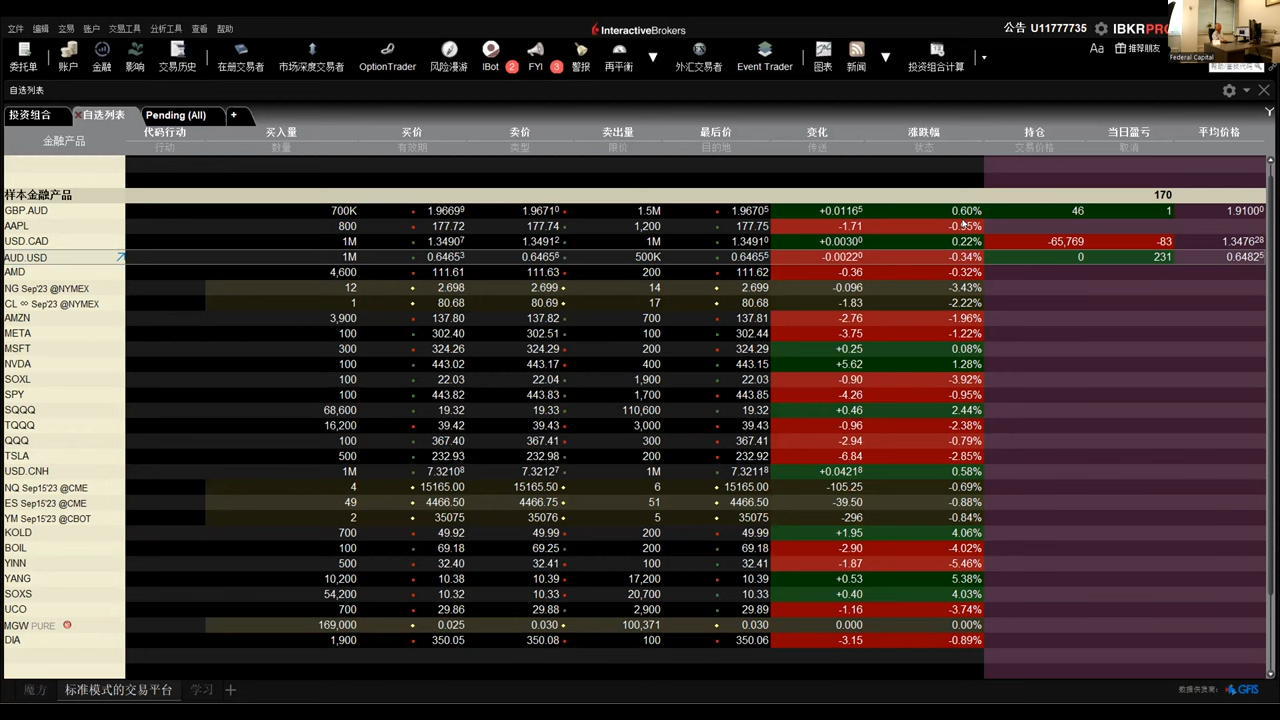 文件 编辑 交易 账户 交易工具 分析工具 查看 帮助 InteractiveBrokers 公告 U11777735 IBKR PRO
委托单 账户 金融 影响 交易历史 在册交易者 市场深度交易者 OptionTrader 风险漫游 IBot 2 FYI 3 警报 再平衡 外汇交易者 Event Trader 图表 新闻 投资组合计算 Aa 推荐朋友
Federal Capital
自选列表
投资组合 自选列表 Pending (All) +
金融产品 代码行动 买入量 买价 卖价 卖出量 最后价 变化 涨跌幅 持仓 当日盈亏 平均价格
行动 数量 有效期 类型 限价 目的地 传送 状态 交易价格 取消
样本金融产品 170
GBP.AUD 700K 1.9669⁹ 1.9671⁰ 1.5M 1.9670⁵ +0.0116⁵ 0.60% 46 1 1.9100⁰
AAPL 800 177.72 177.74 1,200 177.75 -1.71 -0.95%
USD.CAD 1M 1.3490⁷ 1.3491² 1M 1.3491⁰ +0.0030⁰ 0.22% -65,769 -83 1.3476²⁸
AUD.USD 1M 0.6465³ 0.6465⁶ 500K 0.6465⁵ -0.0022⁰ -0.34% 0 231 0.6482⁵
AMD 4,600 111.61 111.63 200 111.62 -0.36 -0.32%
NG Sep'23 @NYMEX 12 2.698 2.699 14 2.699 -0.096 -3.43%
CL ∞ Sep'23 @NYMEX 1 80.68 80.69 17 80.68 -1.83 -2.22%
AMZN 3,900 137.80 137.82 700 137.81 -2.76 -1.96%
META 100 302.40 302.51 100 302.44 -3.75 -1.22%
MSFT 300 324.26 324.29 200 324.29 +0.25 0.08%
NVDA 100 443.02 443.17 400 443.15 +5.62 1.28%
SOXL 100 22.03 22.04 1,900 22.03 -0.90 -3.92%
SPY 100 443.82 443.83 1,700 443.85 -4.26 -0.95%
SQQQ 68,600 19.32 19.33 110,600 19.32 +0.46 2.44%
TQQQ 16,200 39.42 39.43 3,000 39.43 -0.96 -2.38%
QQQ 100 367.40 367.41 300 367.41 -2.94 -0.79%
TSLA 500 232.93 232.98 200 232.92 -6.84 -2.85%
USD.CNH 1M 7.3210⁸ 7.3212⁷ 1M 7.3211⁸ +0.0421⁸ 0.58%
NQ Sep15'23 @CME 4 15165.00 15165.50 6 15165.00 -105.25 -0.69%
ES Sep15'23 @CME 49 4466.50 4466.75 51 4466.50 -39.50 -0.88%
YM Sep15'23 @CBOT 2 35075 35076 5 35075 -296 -0.84%
KOLD 700 49.92 49.99 200 49.99 +1.95 4.06%
BOIL 100 69.18 69.25 200 69.18 -2.90 -4.02%
YINN 500 32.40 32.41 100 32.41 -1.87 -5.46%
YANG 10,200 10.38 10.39 17,200 10.39 +0.53 5.38%
SOXS 54,200 10.32 10.33 20,700 10.33 +0.40 4.03%
UCO 700 29.86 29.88 2,900 29.89 -1.16 -3.74%
MGW PURE 169,000 0.025 0.030 100,371 0.030 0.000 0.00%
DIA 1,900 350.05 350.08 100 350.06 -3.15 -0.89%
魔方 标准模式的交易平台 学习 + 数据供货商: GFIS